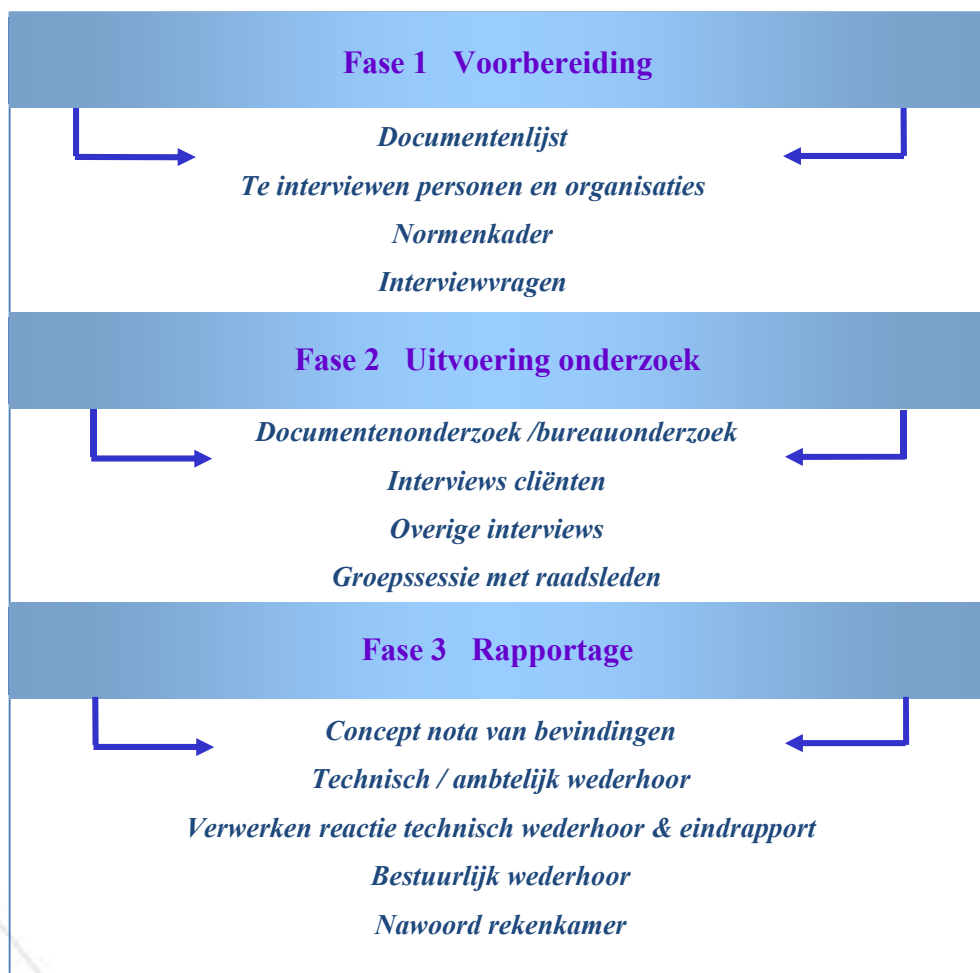 Fase 1 Voorbereiding
Documentenlijst
Te interviewen personen en organisaties
Normenkader
Interviewvragen
Fase 2 Uitvoering onderzoek
Documentenonderzoek /bureauonderzoek
Interviews cliënten
Overige interviews
Groepssessie met raadsleden
Fase 3 Rapportage
Concept nota van bevindingen
Technisch / ambtelijk wederhoor
Verwerken reactie technisch wederhoor & eindrapport
Bestuurlijk wederhoor
Nawoord rekenkamer